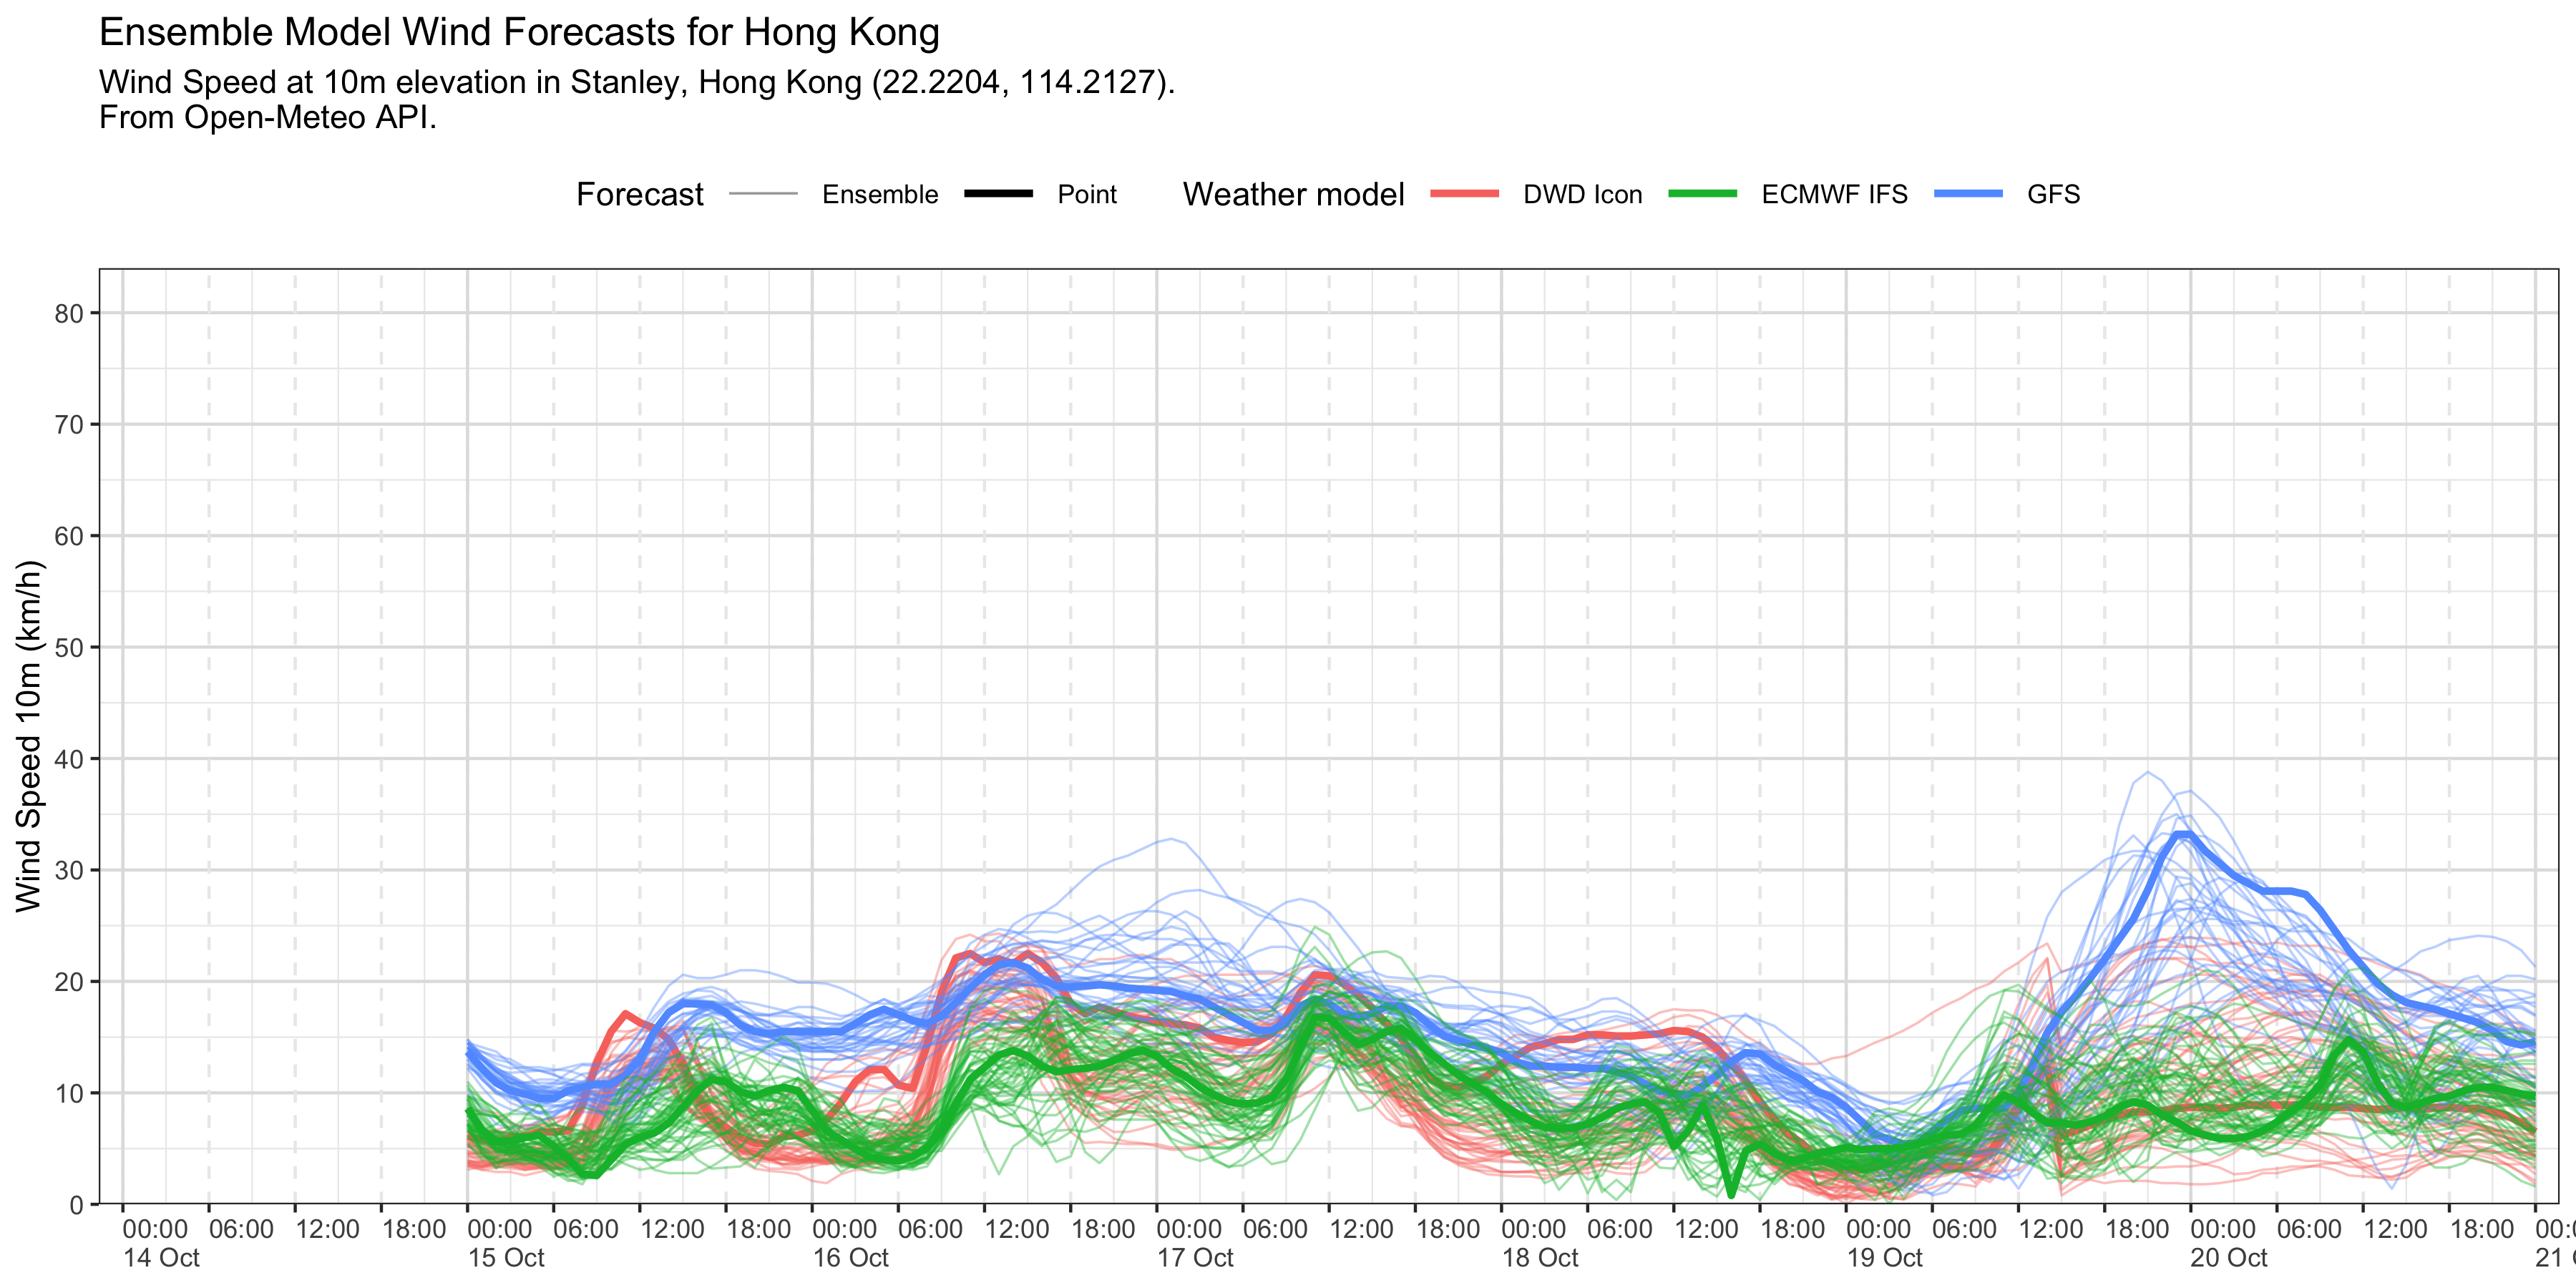 Ensemble Model Wind Forecasts for Hong Kong
Wind Speed at 10m elevation in Stanley, Hong Kong (22.2204, 114.2127).
From Open-Meteo API.
Forecast Ensemble Point Weather model DWD Icon ECMWF IFS GFS
Wind Speed 10m (km/h)
80
70
60
50
40
30
20
10
0
00:00 06:00 12:00 18:00 00:00 06:00 12:00 18:00 00:00 06:00 12:00 18:00 00:00 06:00 12:00 18:00 00:00 06:00 12:00 18:00 00:00 06:00 12:00 18:00 00:00 06:00 12:00 18:00
14 Oct 15 Oct 16 Oct 17 Oct 18 Oct 19 Oct 20 Oct 21